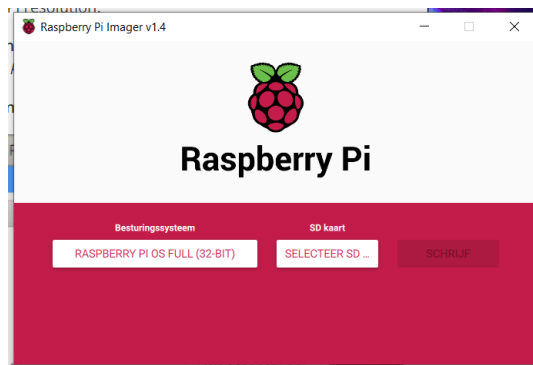 resolution.
Raspberry Pi Imager v1.4
Raspberry Pi
Besturingssysteem
SD kaart
RASPBERRY PI OS FULL (32-BIT)
SELECTEER SD ...
SCHRIJF